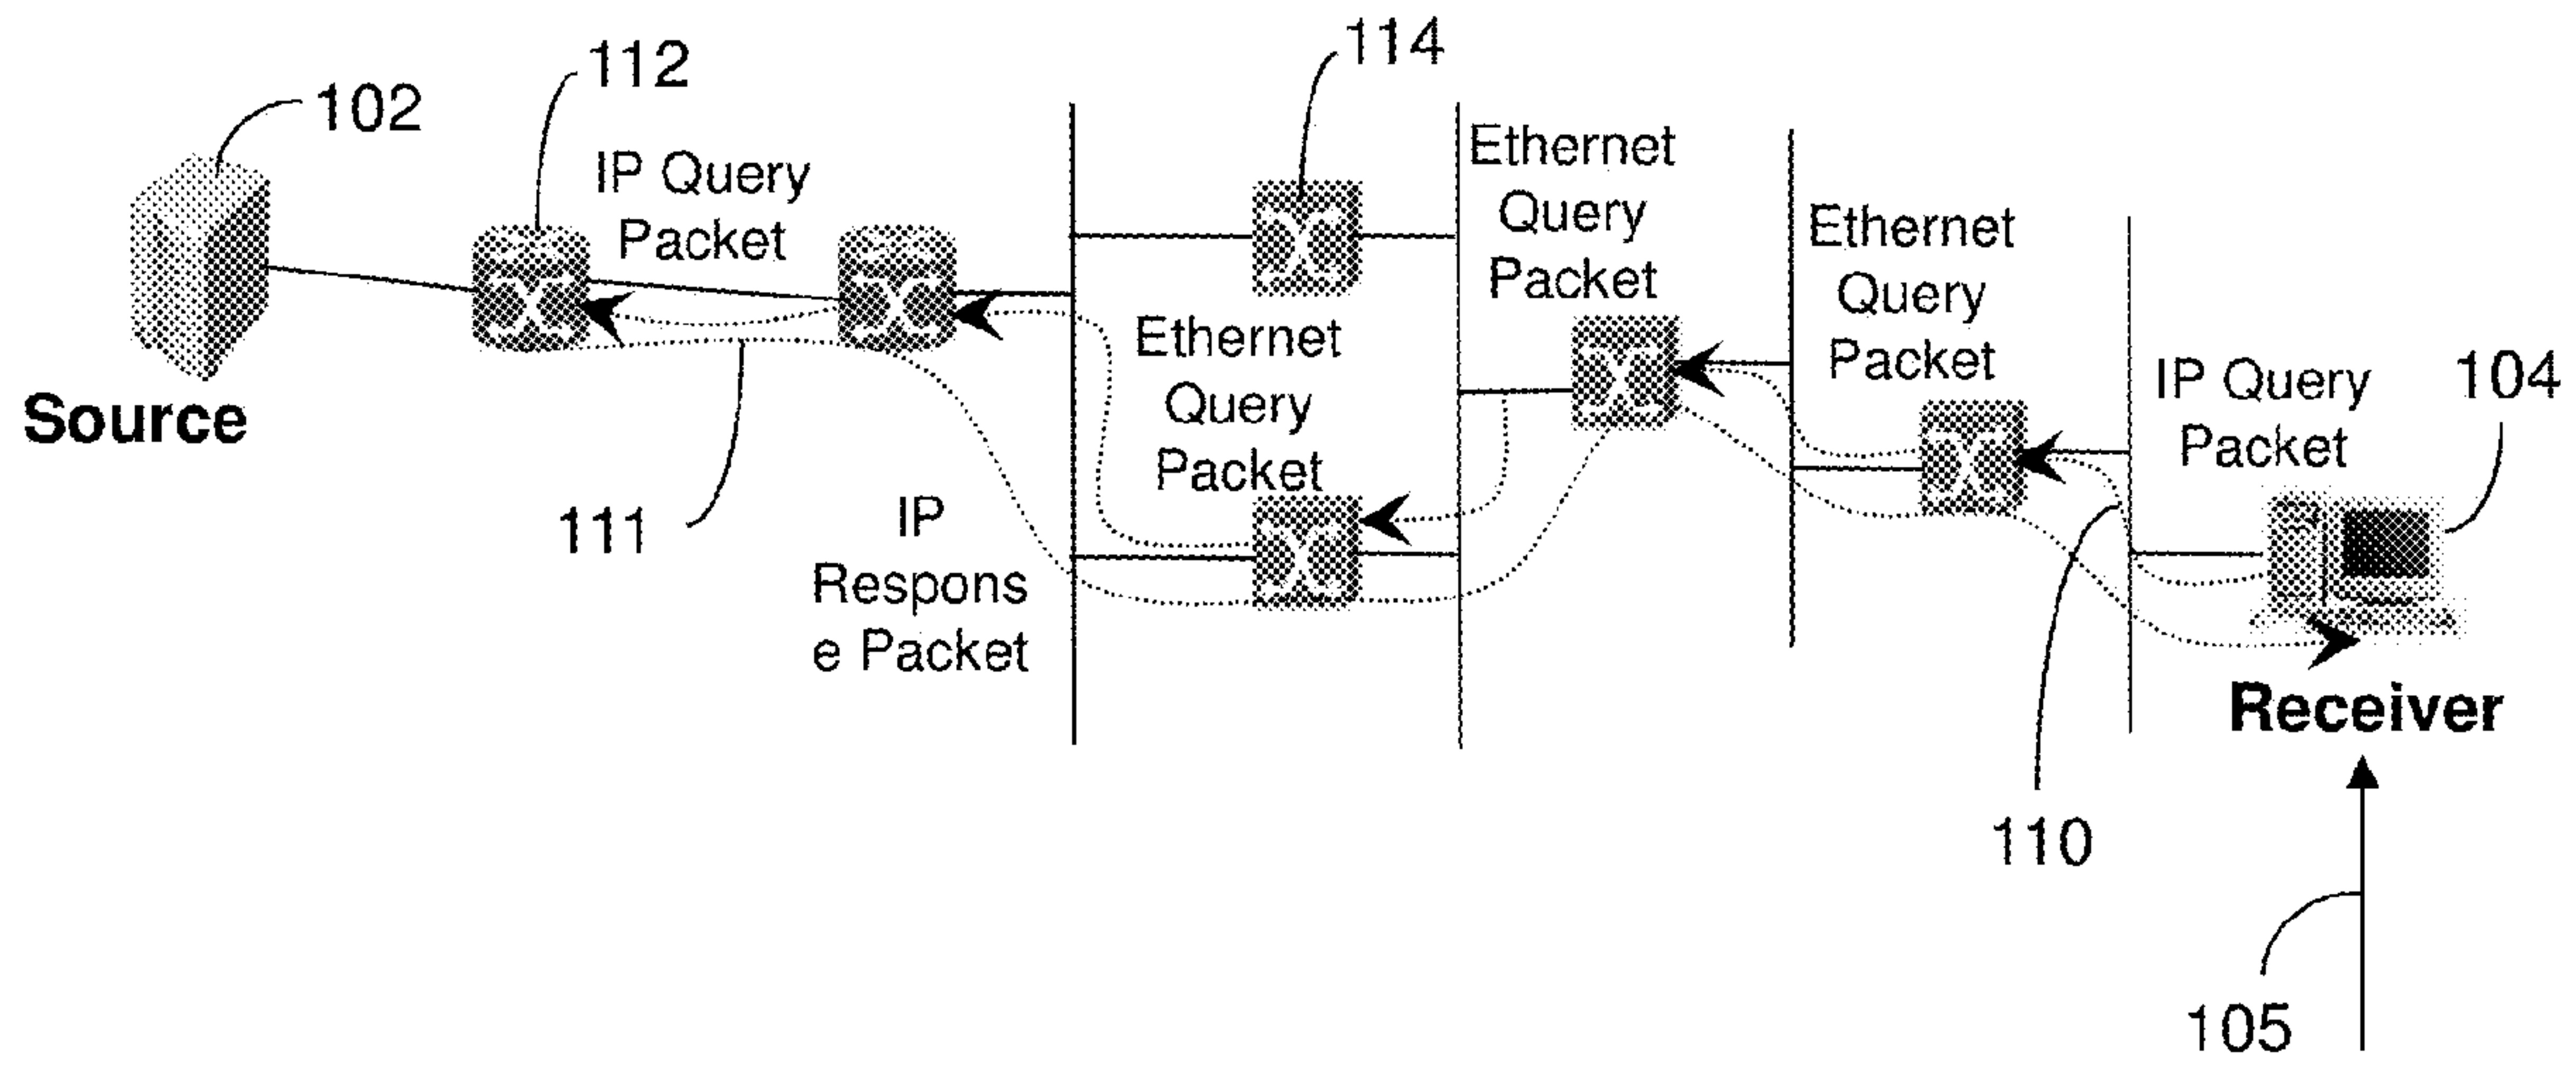 102
112
114
IP Query
Packet
Ethernet
Query
Packet
Ethernet
Query
Packet
Ethernet
Query
Packet
IP Query
Packet
104
Source
111
IP
Respons
e Packet
Receiver
110
105